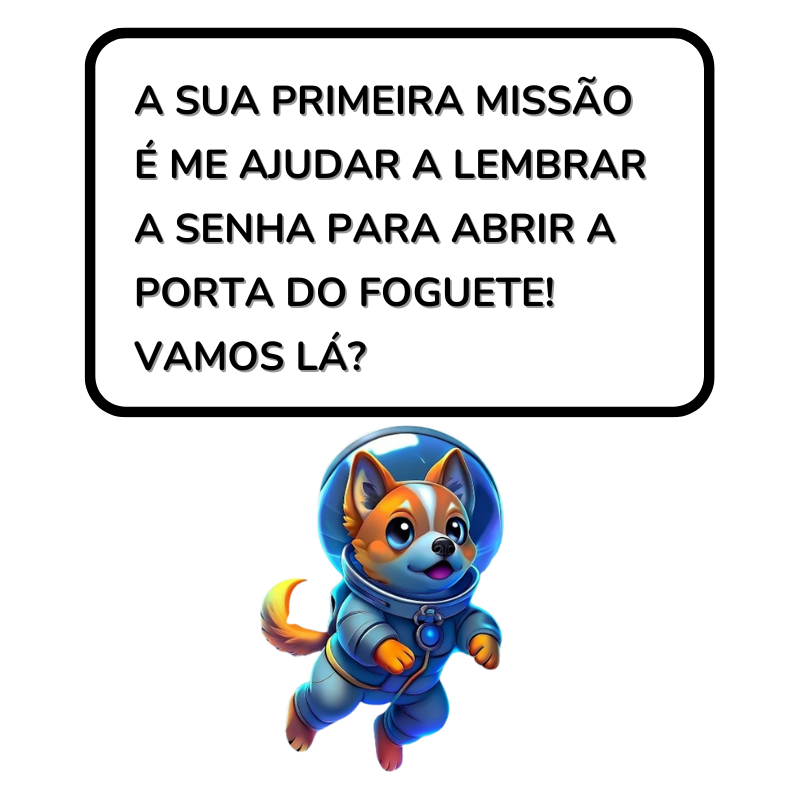 A SUA PRIMEIRA MISSÃO
É ME AJUDAR A LEMBRAR
A SENHA PARA ABRIR A
PORTA DO FOGUETE!
VAMOS LÁ?